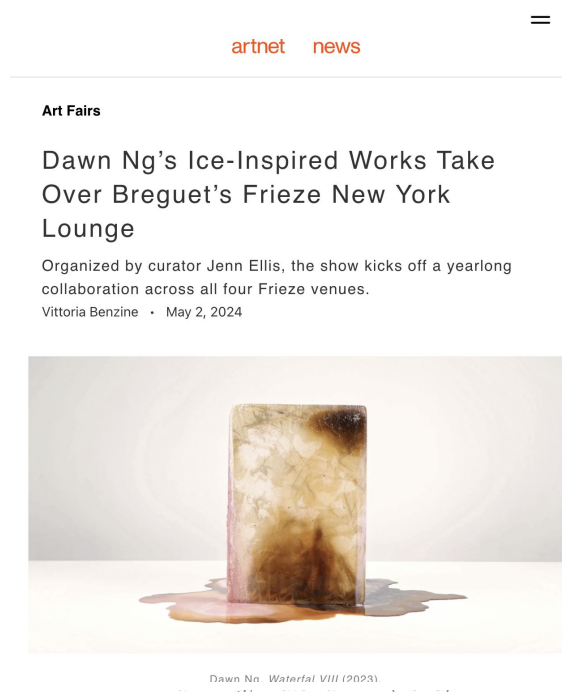 artnet news
Art Fairs
Dawn Ng’s Ice-Inspired Works Take
Over Breguet’s Frieze New York
Lounge
Organized by curator Jenn Ellis, the show kicks off a yearlong
collaboration across all four Frieze venues.
Vittoria Benzine • May 2, 2024
Dawn Ng, Waterfall VIII (2023).